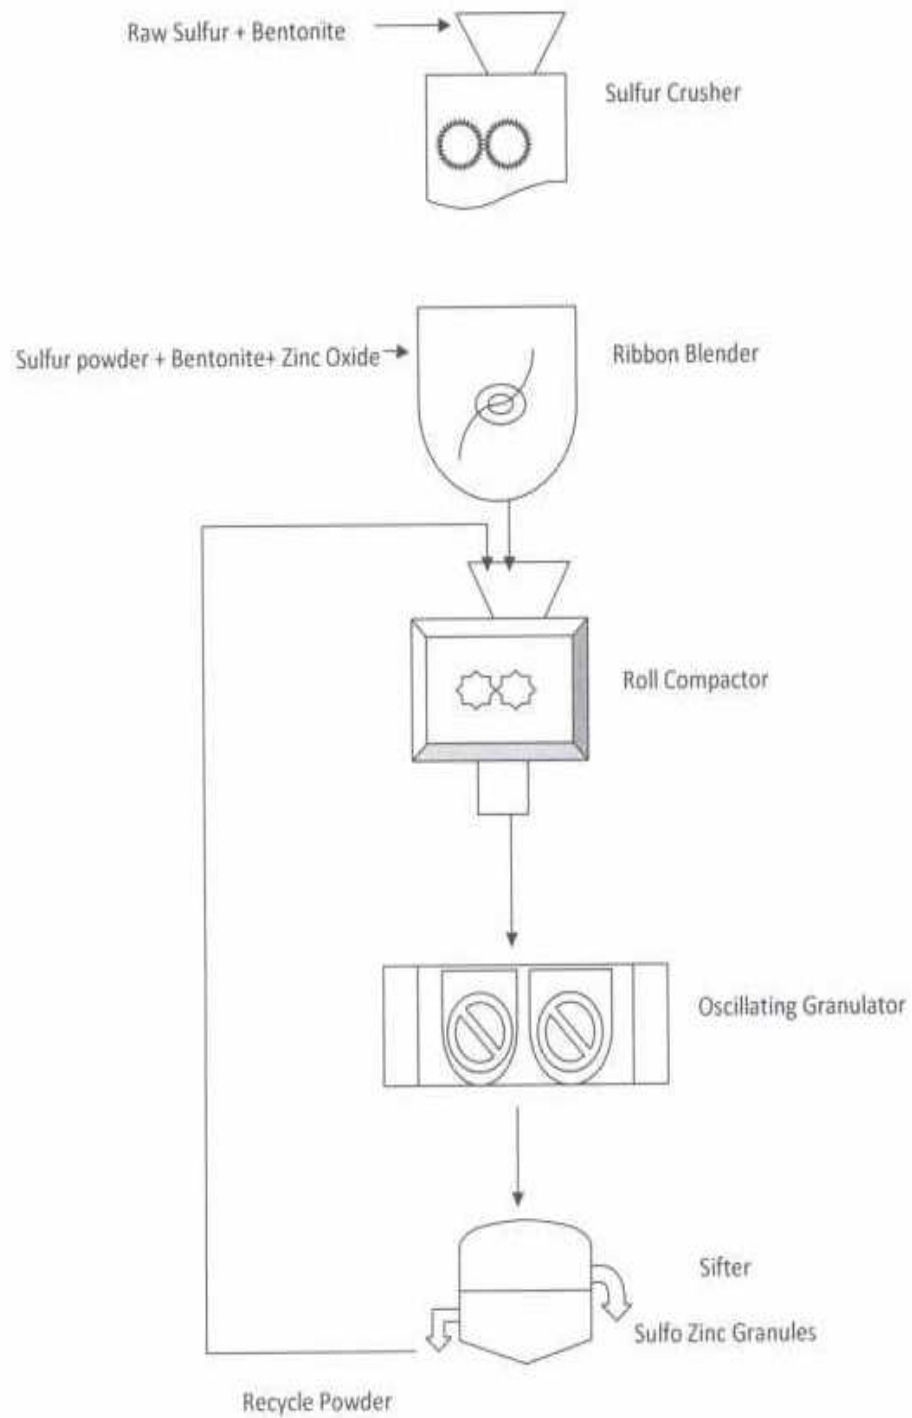 Raw Sulfur + Bentonite
Sulfur Crusher
Sulfur powder + Bentonite+ Zinc Oxide
Ribbon Blender
Roll Compactor
Oscillating Granulator
Sifter
Sulfo Zinc Granules
Recycle Powder